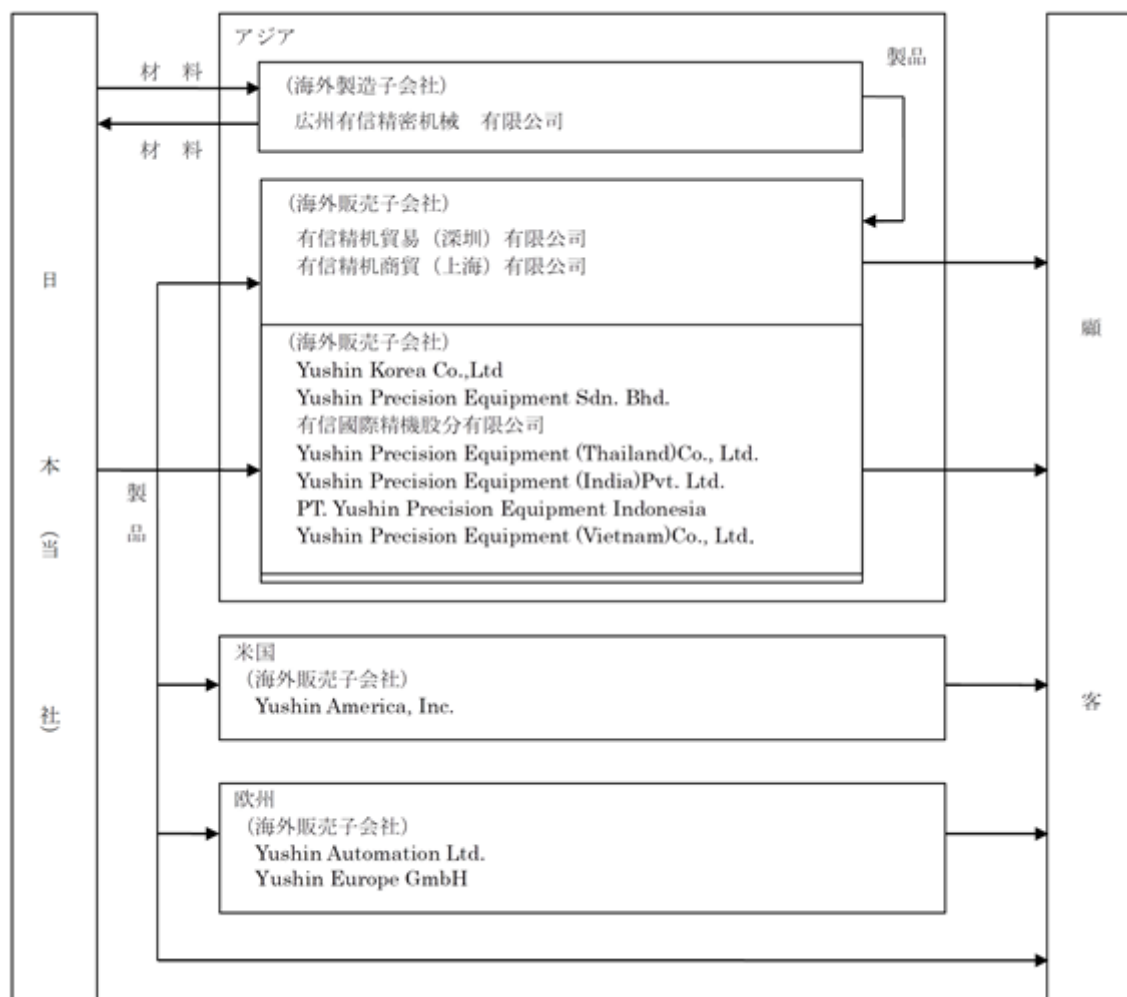 アジア
製品
材 料
(海外製造子会社)
広州有信精密机械 有限公司
材 料
(海外販売子会社)
有信精机貿易(深圳)有限公司
有信精机商貿(上海)有限公司
(海外販売子会社)
Yushin Korea Co.,Ltd
Yushin Precision Equipment Sdn. Bhd.
有信國際精機股分有限公司
Yushin Precision Equipment (Thailand)Co., Ltd.
Yushin Precision Equipment (India)Pvt. Ltd.
PT. Yushin Precision Equipment Indonesia
Yushin Precision Equipment (Vietnam)Co., Ltd.
日本(当社)
製品
顧客
米国
(海外販売子会社)
Yushin America, Inc.
欧州
(海外販売子会社)
Yushin Automation Ltd.
Yushin Europe GmbH